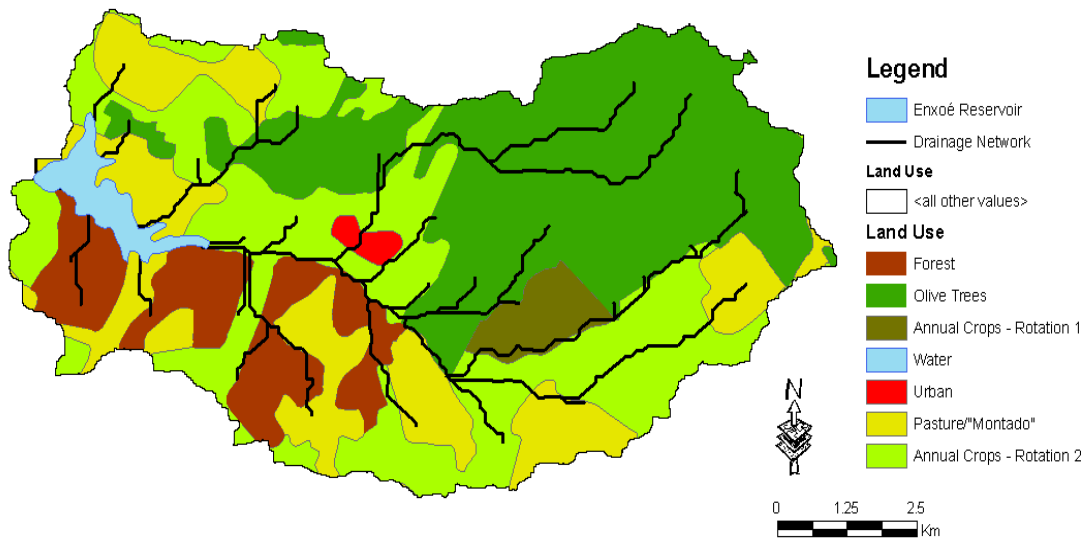 Legend
Enxoé Reservoir
Drainage Network
Land Use
<all other values>
Land Use
Forest
Olive Trees
Annual Crops - Rotation 1
Water
Urban
Pasture/"Montado"
Annual Crops - Rotation 2
N
0 1.25 2.5
Km